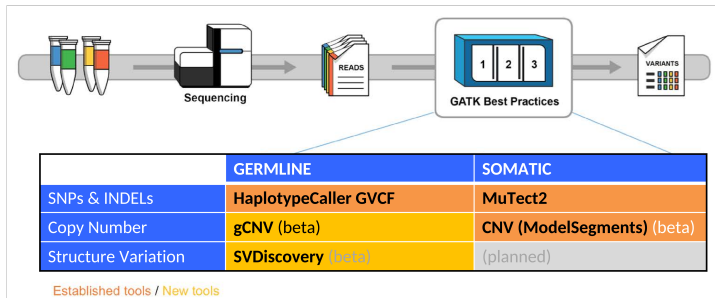 READS
VARIANTS
1 2 3
Sequencing
GATK Best Practices
GERMLINE SOMATIC
SNPs & INDELs HaplotypeCaller GVCF MuTect2
Copy Number gCNV (beta) CNV (ModelSegments) (beta)
Structure Variation SVDiscovery (beta) (planned)
Established tools / New tools